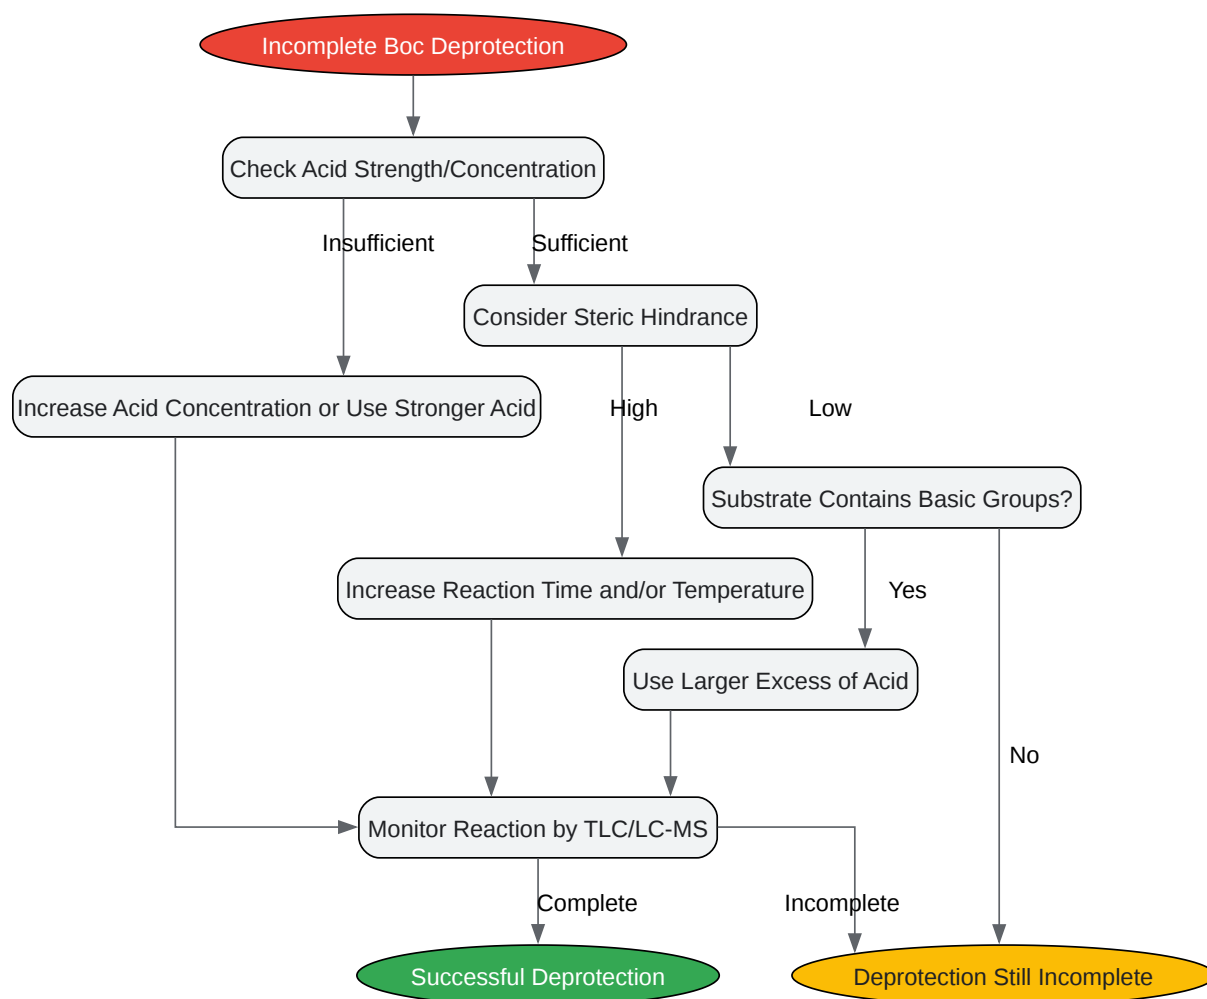 Incomplete Boc Deprotection
Check Acid Strength/Concentration
Insufficient
Sufficient
Consider Steric Hindrance
Increase Acid Concentration or Use Stronger Acid
High
Low
Substrate Contains Basic Groups?
Increase Reaction Time and/or Temperature
Yes
Use Larger Excess of Acid
No
Monitor Reaction by TLC/LC-MS
Complete
Incomplete
Successful Deprotection
Deprotection Still Incomplete